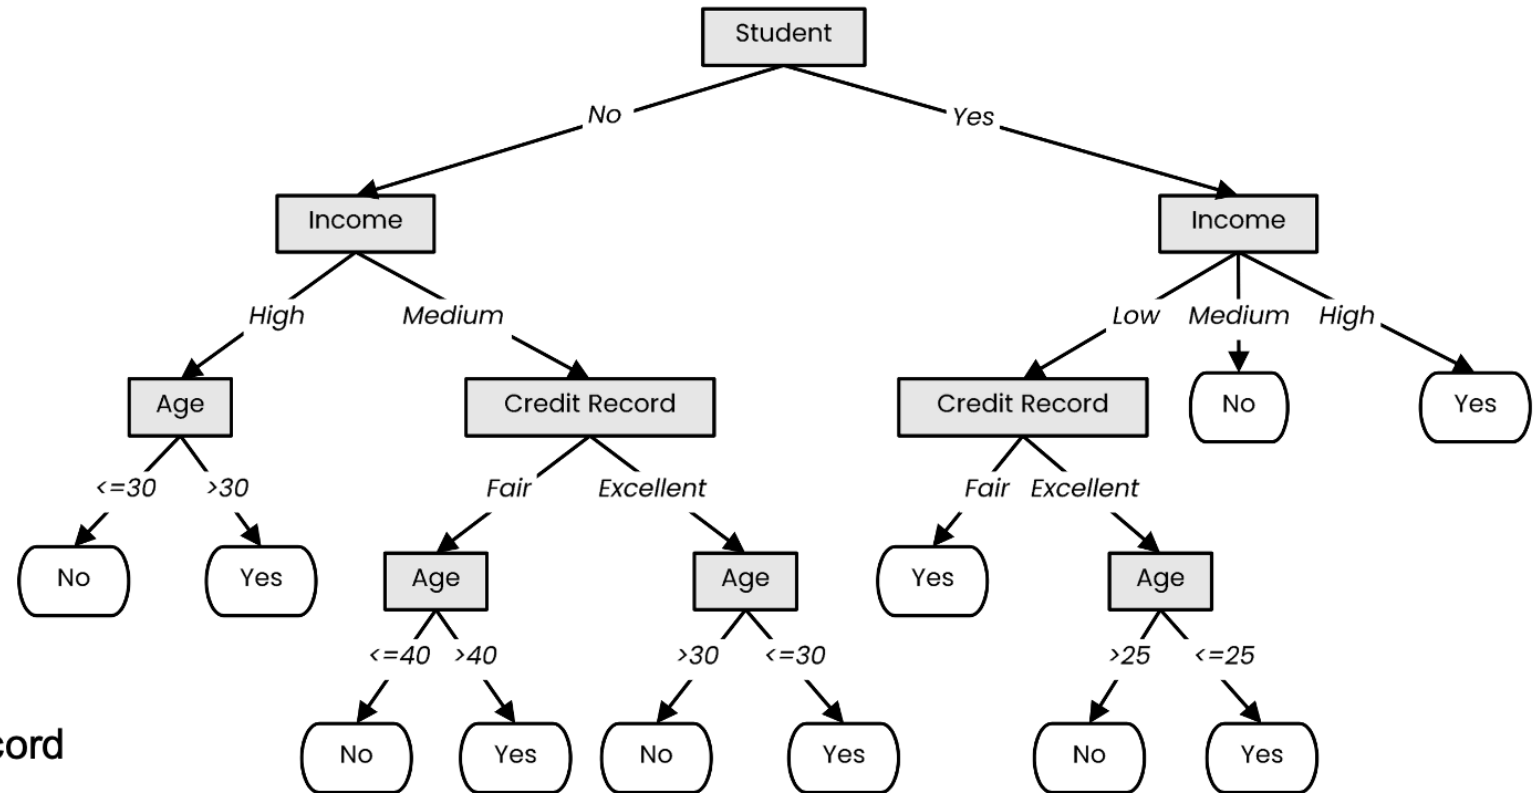 Student
No Yes
Income Income
High Medium Low Medium High
Age Credit Record Credit Record No Yes
<=30 >30 Fair Excellent Fair Excellent
No Yes Age Age Yes Age
<=40 >40 >30 <=30 >25 <=25
cord No Yes No Yes No Yes